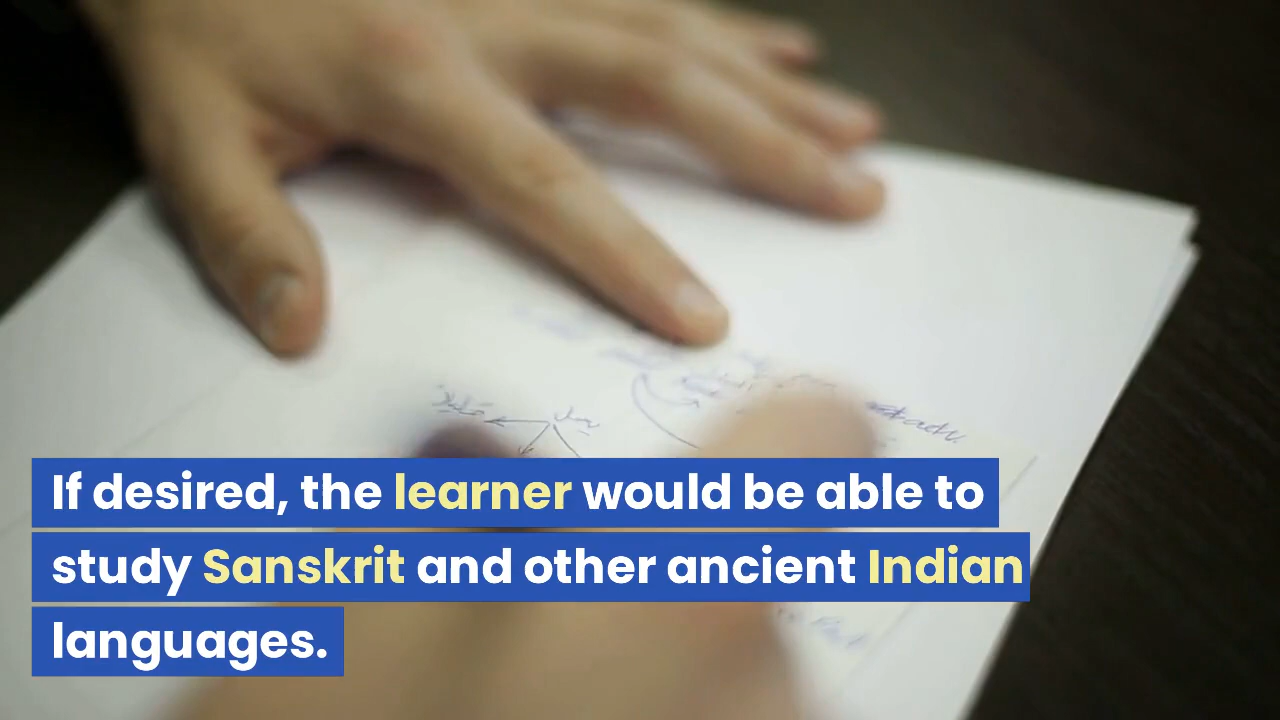 If desired, the learner would be able to
study Sanskrit and other ancient Indian
languages.